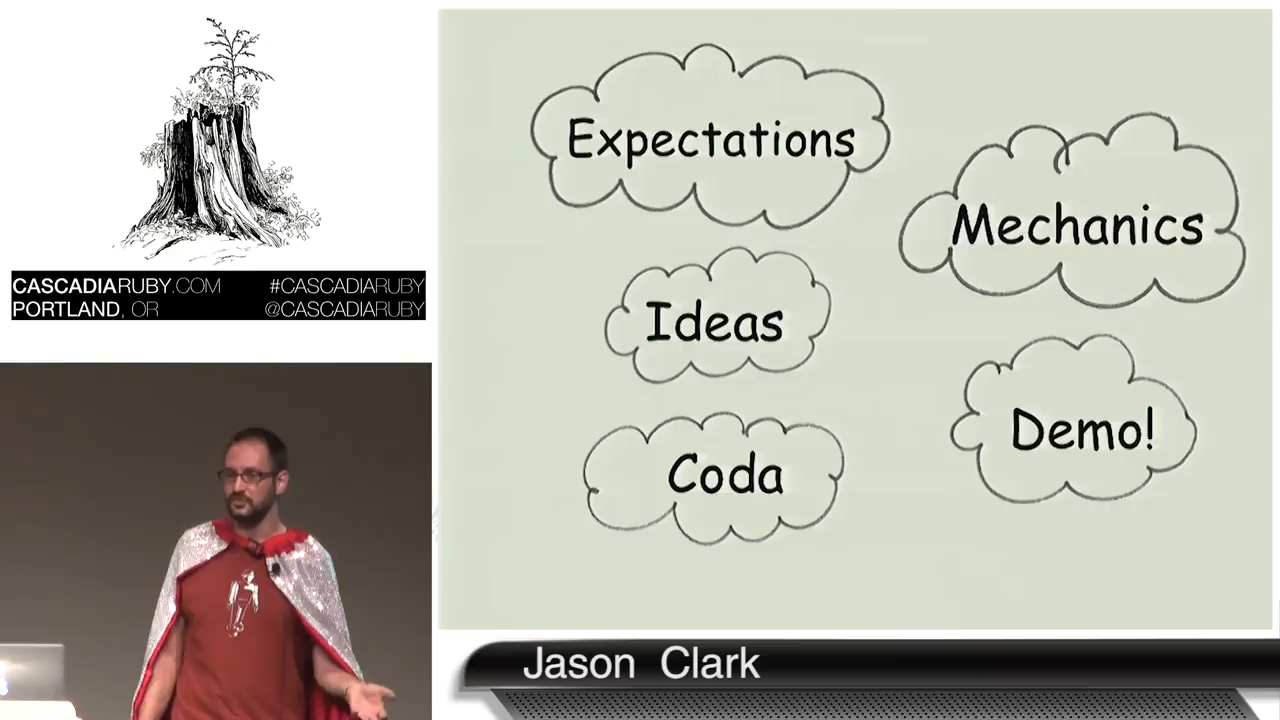 CASCADIARUBY.COM #CASCADIARUBY
PORTLAND, OR @CASCADIARUBY
Expectations
Mechanics
Ideas
Demo!
Coda
Jason Clark